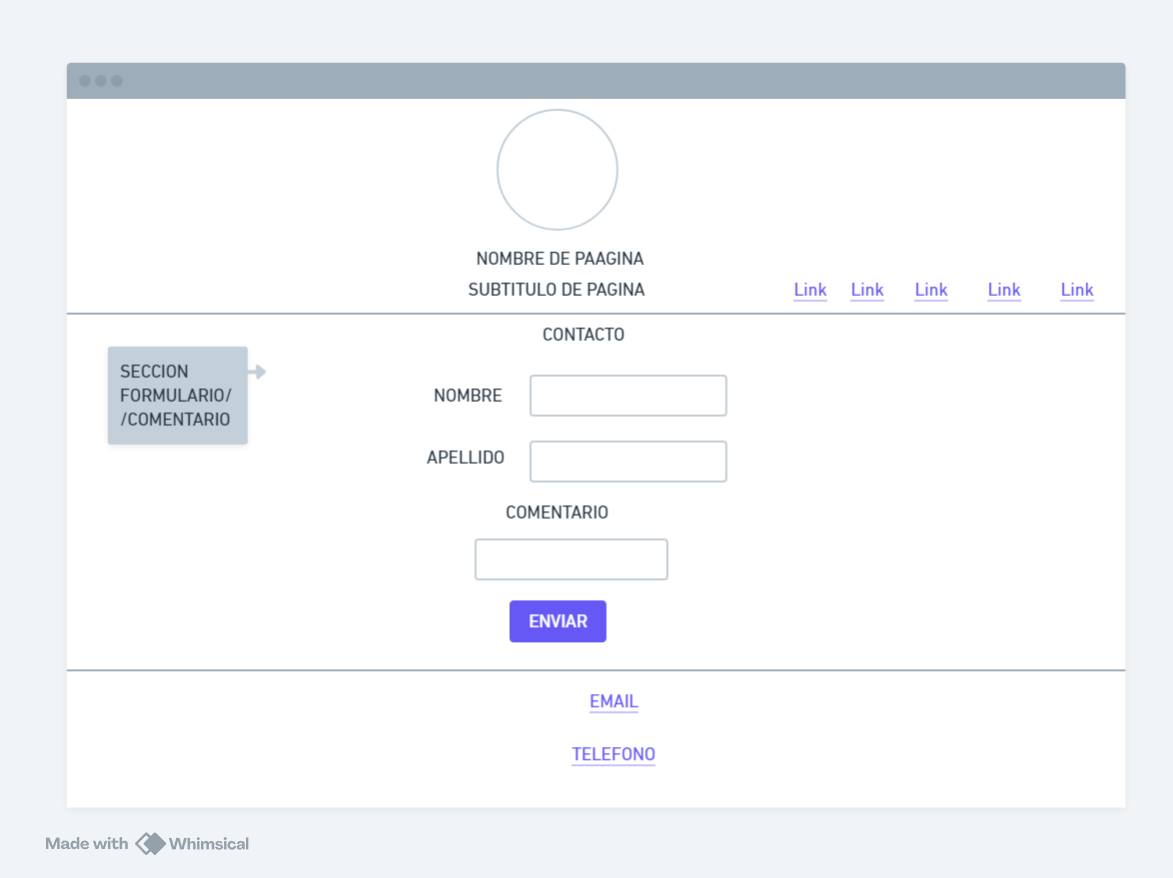 NOMBRE DE PAAGINA
SUBTITULO DE PAGINA
Link Link Link Link Link
CONTACTO
SECCION
FORMULARIO/
/COMENTARIO
NOMBRE
APELLIDO
COMENTARIO
ENVIAR
EMAIL
TELEFONO
Made with Whimsical